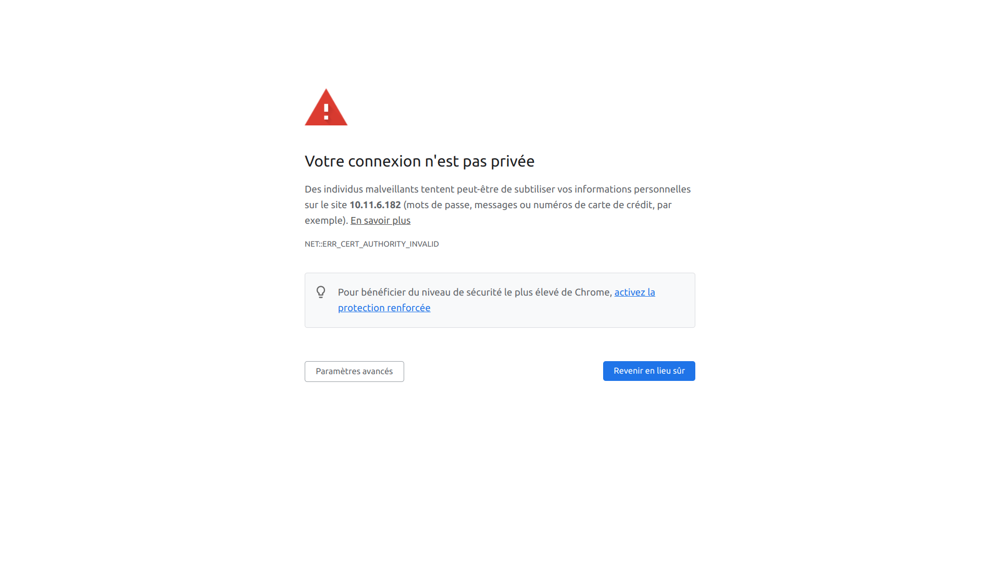 Votre connexion n'est pas privée
Des individus malveillants tentent peut-être de subtiliser vos informations personnelles
sur le site 10.11.6.182 (mots de passe, messages ou numéros de carte de crédit, par
exemple). En savoir plus
NET::ERR_CERT_AUTHORITY_INVALID
Pour bénéficier du niveau de sécurité le plus élevé de Chrome, activez la
protection renforcée
Paramètres avancés
Revenir en lieu sûr